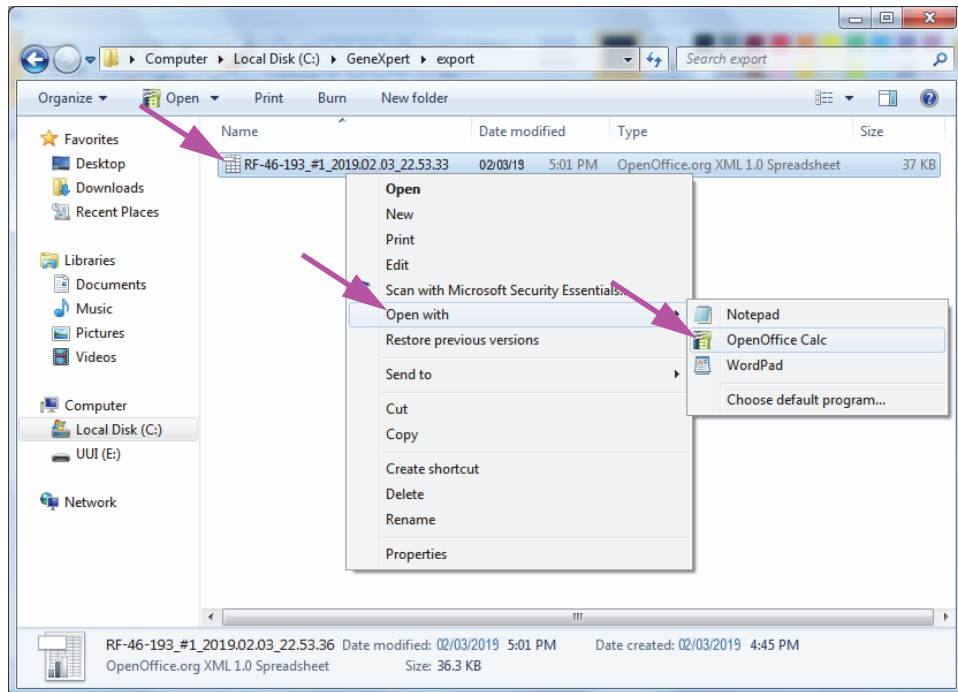 Computer Local Disk (C:) GeneXpert export Search export
Organize Open Print Burn New folder
Name Date modified Type Size
RF-46-193_#1_2019.02.03_22.53.33 02/03/19 5:01 PM OpenOffice.org XML 1.0 Spreadsheet 37 KB
Favorites
Desktop
Downloads
Recent Places
Libraries
Documents
Music
Pictures
Videos
Computer
Local Disk (C:)
UUI (E:)
Network
Open
New
Print
Edit
Scan with Microsoft Security Essentials...
Open with
Restore previous versions
Send to
Cut
Copy
Create shortcut
Delete
Rename
Properties
Notepad
OpenOffice Calc
WordPad
Choose default program...
RF-46-193_#1_2019.02.03_22.53.36 Date modified: 02/03/2019 5:01 PM Date created: 02/03/2019 4:45 PM
OpenOffice.org XML 1.0 Spreadsheet Size: 36.3 KB